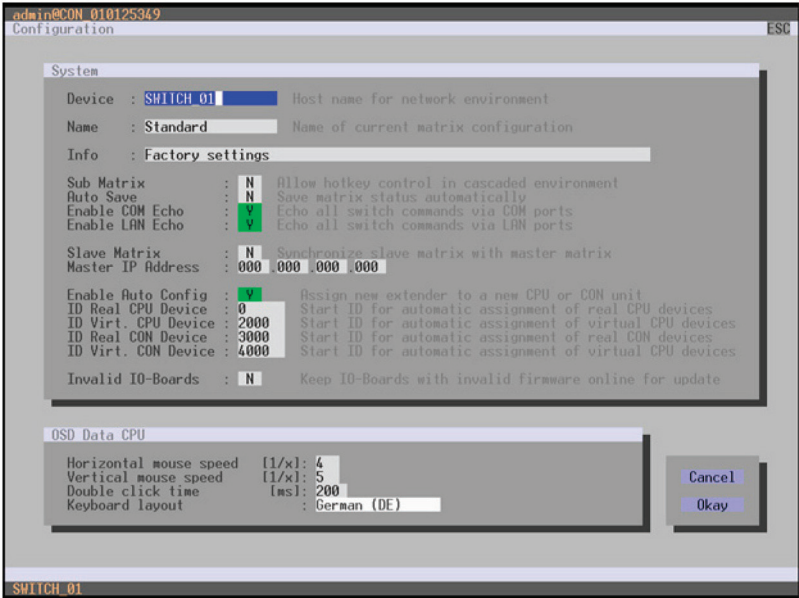 admin@CON_010125349
Configuration ESC
System
Device : SWITCH_01 Host name for network environment
Name : Standard Name of current matrix configuration
Info : Factory settings
Sub Matrix : N Allow hotkey control in cascaded environment
Auto Save : N Save matrix status automatically
Enable COM Echo : Y Echo all switch commands via COM ports
Enable LAN Echo : Y Echo all switch commands via LAN ports
Slave Matrix : N Synchronize slave matrix with master matrix
Master IP Address : 000 .000 .000 .000
Enable Auto Config : Y Assign new extender to a new CPU or CON unit
ID Real CPU Device : 0 Start ID for automatic assignment of real CPU devices
ID Virt. CPU Device : 2000 Start ID for automatic assignment of virtual CPU devices
ID Real CON Device : 3000 Start ID for automatic assignment of real CON devices
ID Virt. CON Device : 4000 Start ID for automatic assignment of virtual CPU devices
Invalid IO-Boards : N Keep IO-Boards with invalid firmware online for update
OSD Data CPU
Horizontal mouse speed [1/x]: 4
Vertical mouse speed [1/x]: 5
Double click time [ms]: 200
Keyboard layout : German (DE)
Cancel
Okay
SWITCH_01